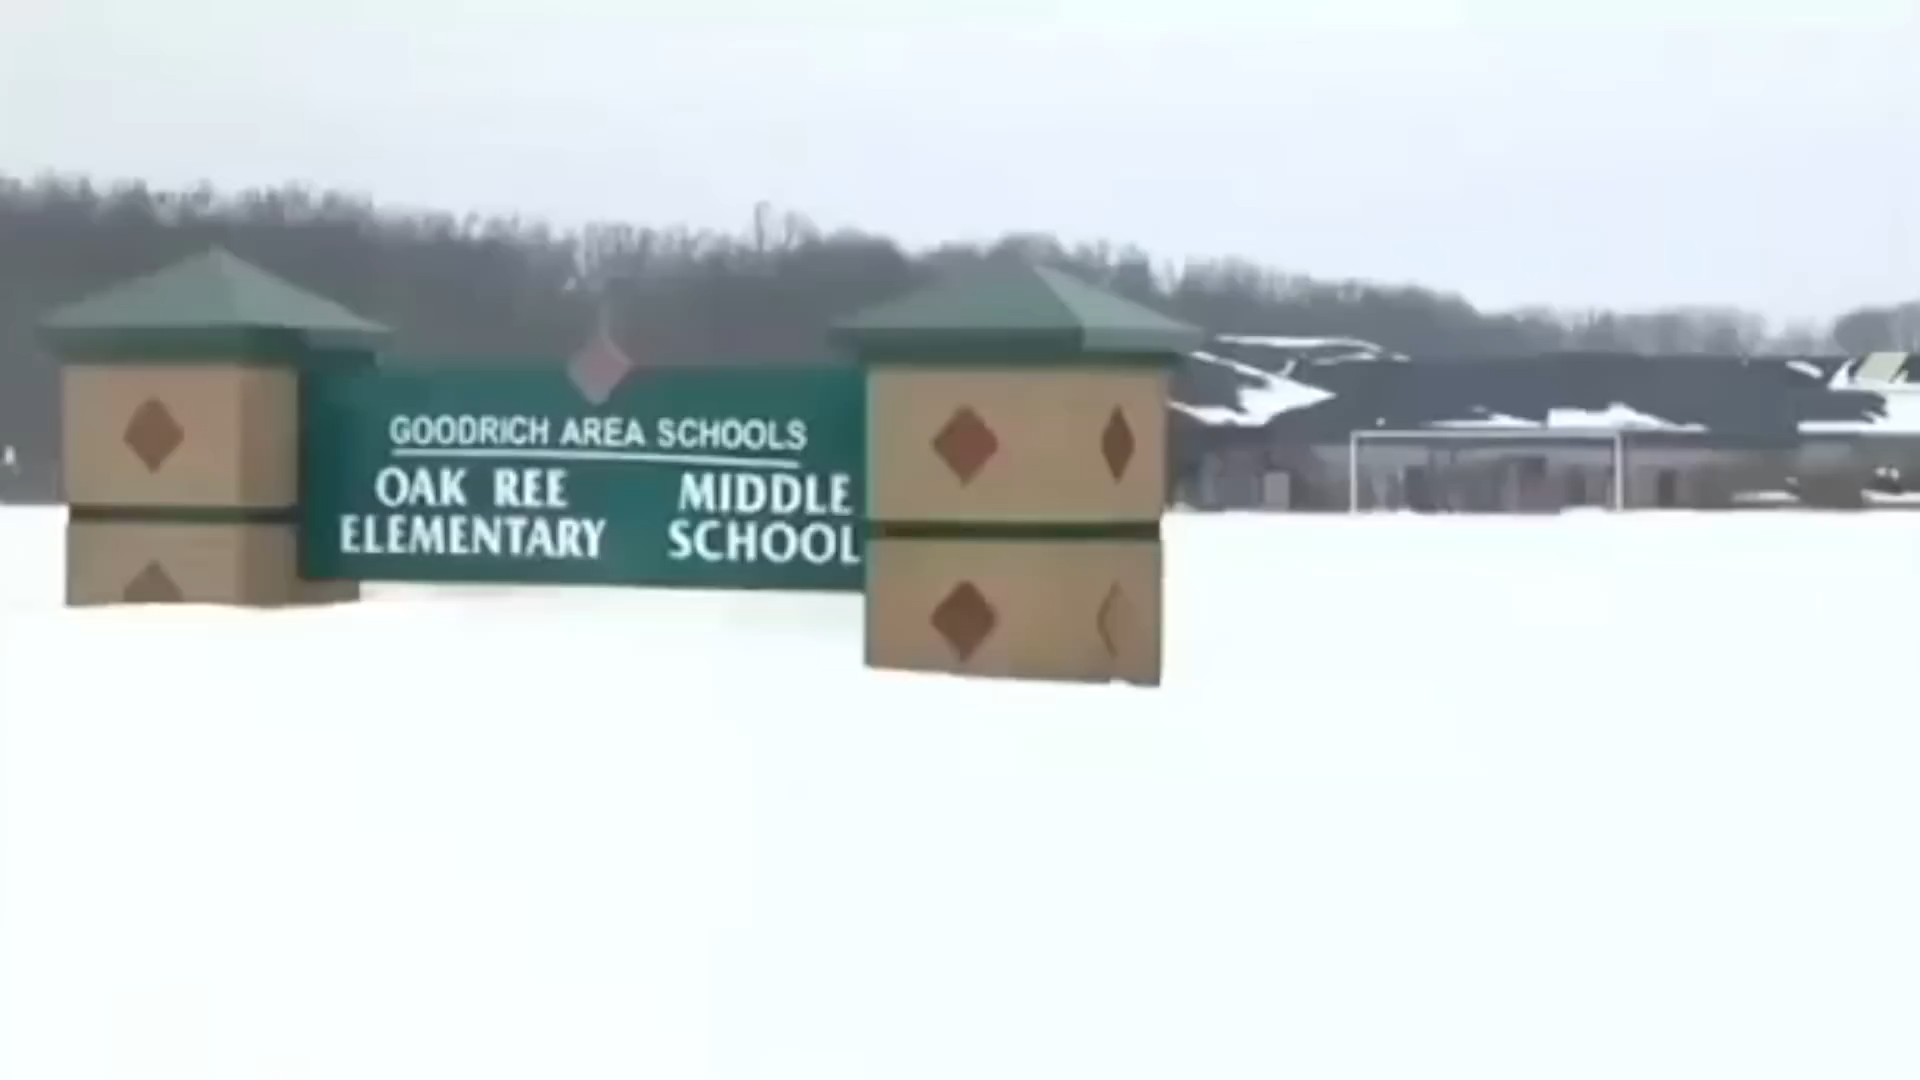 GOODRICH AREA SCHOOLS
OAK REE
ELEMENTARY
MIDDLE
SCHOOL